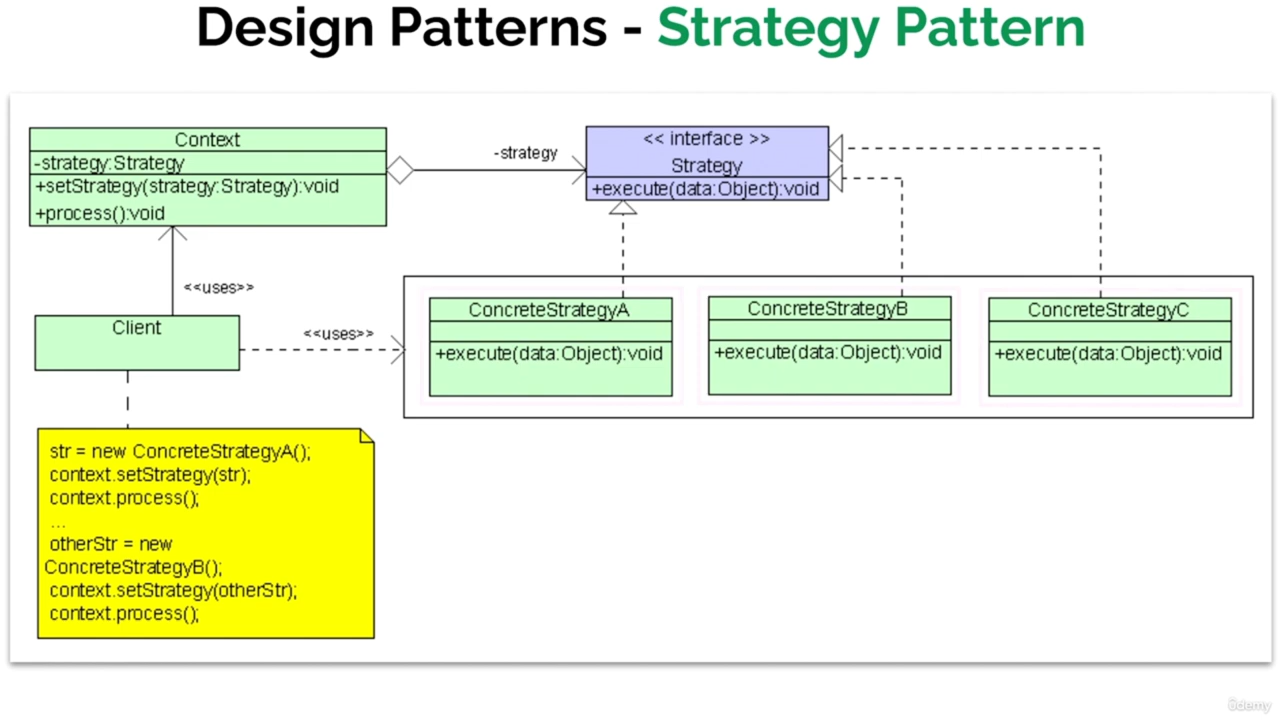 Design Patterns - Strategy Pattern
Context
-strategy:Strategy
+setStrategy(strategy:Strategy):void
+process():void
-strategy
<< interface >>
Strategy
+execute(data:Object):void
<<uses>>
Client
<<uses>>
ConcreteStrategyA
+execute(data:Object):void
ConcreteStrategyB
+execute(data:Object):void
ConcreteStrategyC
+execute(data:Object):void
str = new ConcreteStrategyA();
context.setStrategy(str);
context.process();
...
otherStr = new
ConcreteStrategyB();
context.setStrategy(otherStr);
context.process();
ûdemy